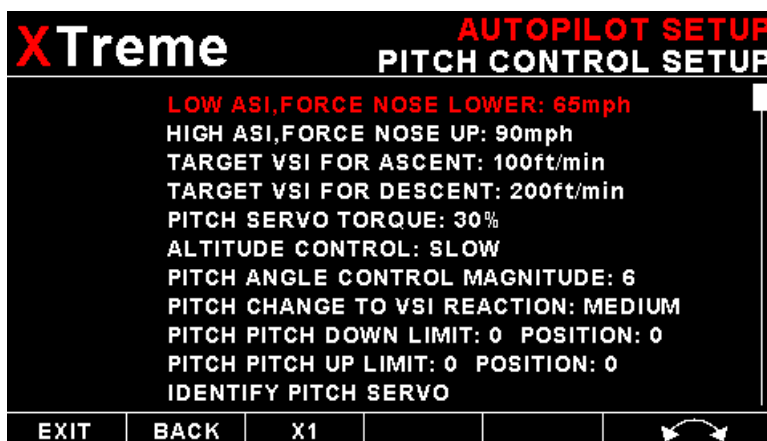 XTreme
AUTOPILOT SETUP
PITCH CONTROL SETUP
LOW ASI,FORCE NOSE LOWER: 65mph
HIGH ASI,FORCE NOSE UP: 90mph
TARGET VSI FOR ASCENT: 100ft/min
TARGET VSI FOR DESCENT: 200ft/min
PITCH SERVO TORQUE: 30%
ALTITUDE CONTROL: SLOW
PITCH ANGLE CONTROL MAGNITUDE: 6
PITCH CHANGE TO VSI REACTION: MEDIUM
PITCH PITCH DOWN LIMIT: 0 POSITION: 0
PITCH PITCH UP LIMIT: 0 POSITION: 0
IDENTIFY PITCH SERVO
EXIT BACK X1